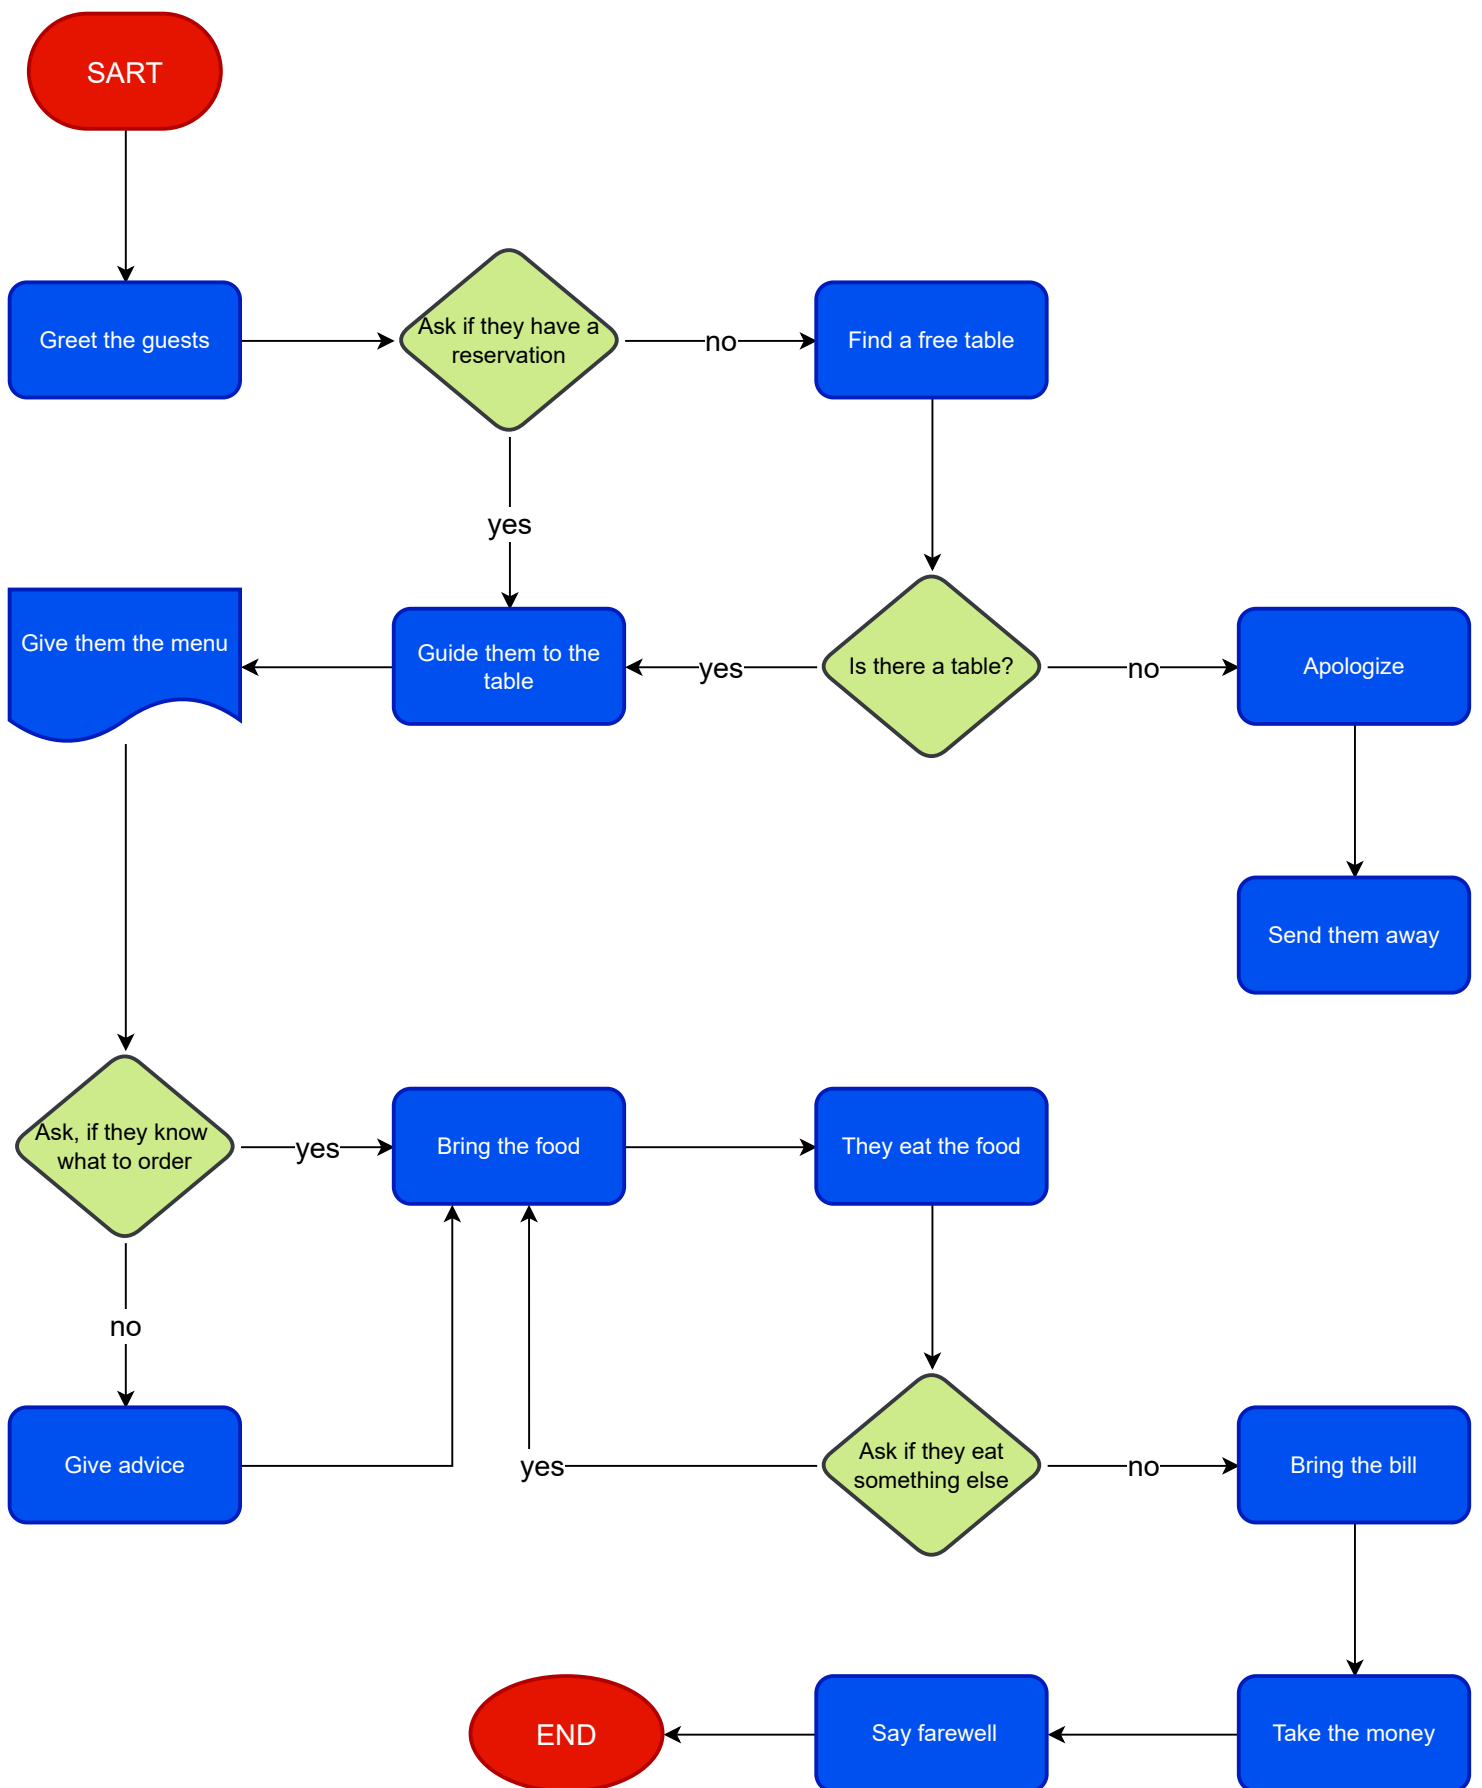 SART
Greet the guests
Ask if they have a
reservation
no
Find a free table
yes
Give them the menu
Guide them to the
table
yes
Is there a table?
no
Apologize
Send them away
Ask, if they know
what to order
yes
Bring the food
They eat the food
no
Give advice
yes
Ask if they eat
something else
no
Bring the bill
END
Say farewell
Take the money